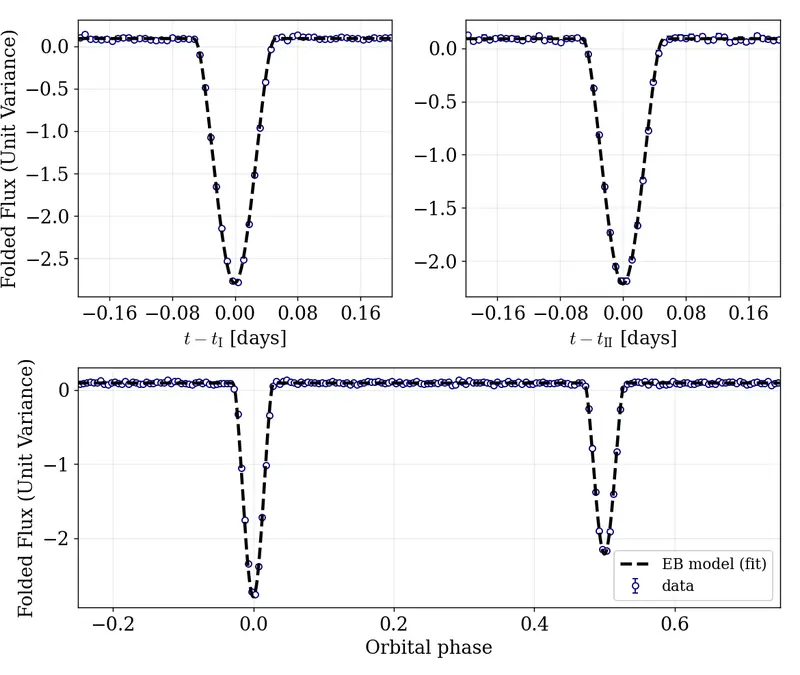 Folded Flux (Unit Variance)
0.0
−0.5
−1.0
−1.5
−2.0
−2.5
−0.16 −0.08 0.00 0.08 0.16
t − tI [days]
0.0
−0.5
−1.0
−1.5
−2.0
−0.16 −0.08 0.00 0.08 0.16
t − tII [days]
Folded Flux (Unit Variance)
0
−1
−2
EB model (fit)
data
−0.2 0.0 0.2 0.4 0.6
Orbital phase